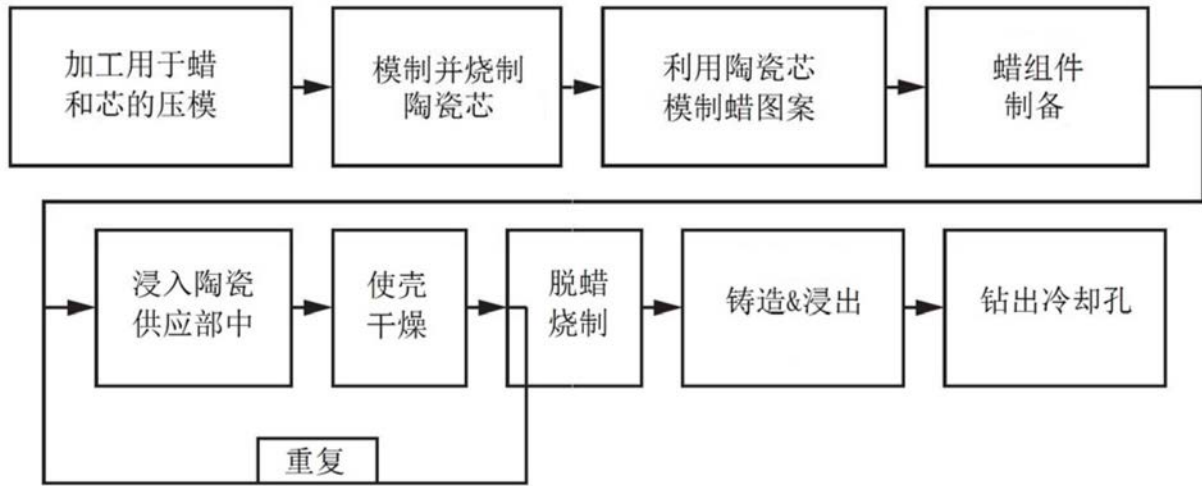 加工用于蜡
和芯的压模
模制并烧制
陶瓷芯
利用陶瓷芯
模制蜡图案
蜡组件
制备
浸入陶瓷
供应部中
使壳
干燥
脱蜡
烧制
铸造&浸出
钻出冷却孔
重复